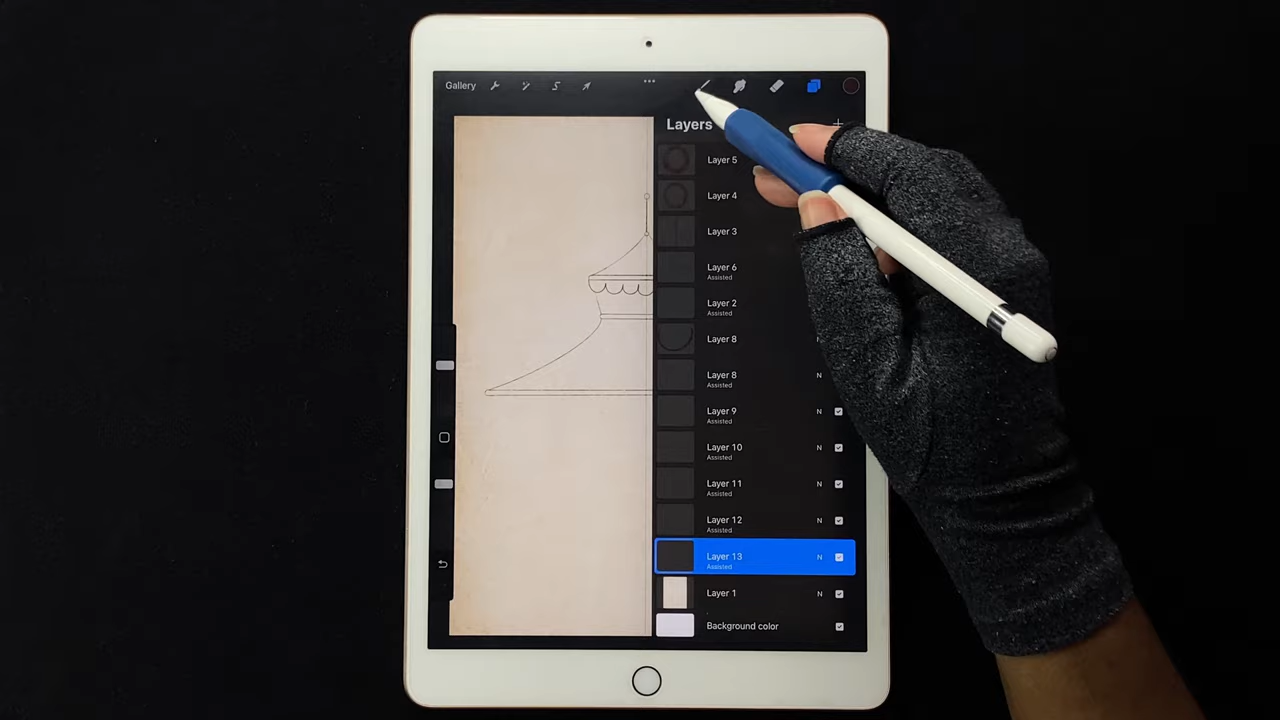 Gallery
Layers
Layer 5
Layer 4
Layer 3
Layer 6
Assisted
Layer 2
Assisted
Layer 8
Layer 8 N
Assisted
Layer 9 N
Assisted
Layer 10 N
Assisted
Layer 11 N
Assisted
Layer 12 N
Assisted
Layer 13 N
Assisted
Layer 1 N
Background color